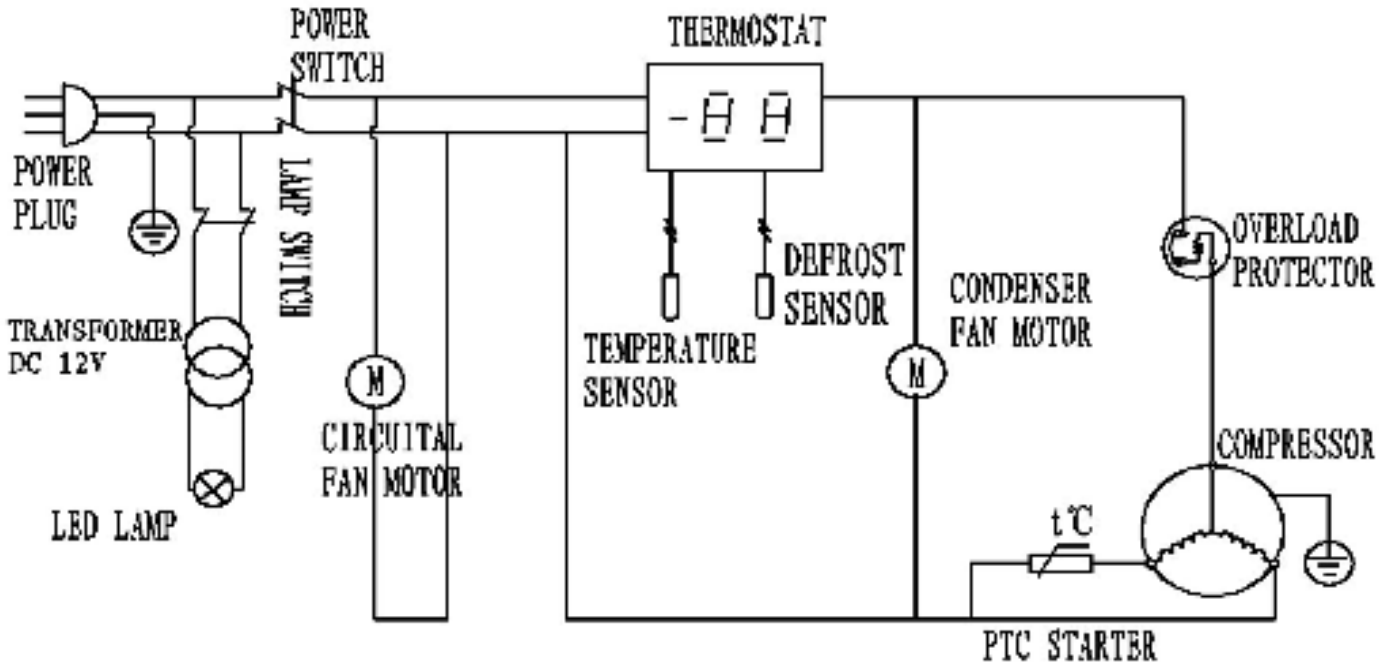 POWER
SWITCH
THERMOSTAT
-88
POWER
PLUG
LAMP SWITCH
OVERLOAD
PROTECTOR
DEFROST
SENSOR
CONDENSER
FAN MOTOR
TRANSFORMER
DC 12V
TEMPERATURE
SENSOR
M
M
CIRCUITAL
FAN MOTOR
COMPRESSOR
LED LAMP
t℃
PTC STARTER